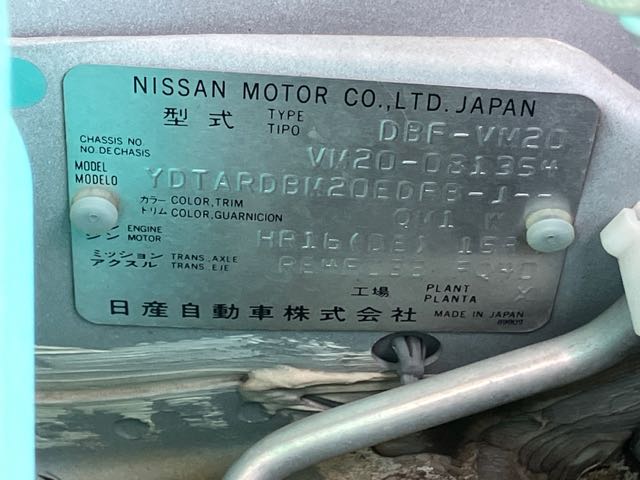 NISSAN MOTOR CO.,LTD. JAPAN
型式 TYPE TIPO DBF-VM20
CHASSIS NO. NO. DE CHASIS VM20-081354
MODEL MODELO YDTARDBM20EDFB-J--
カラー COLOR, TRIM
トリム COLOR, GUARNICION QM1 K
ENGINE MOTOR HR16(DE)
ミッション TRANS., AXLE
アクスル TRANS., EJE
工場 PLANT PLANTA X
日産自動車株式会社 MADE IN JAPAN